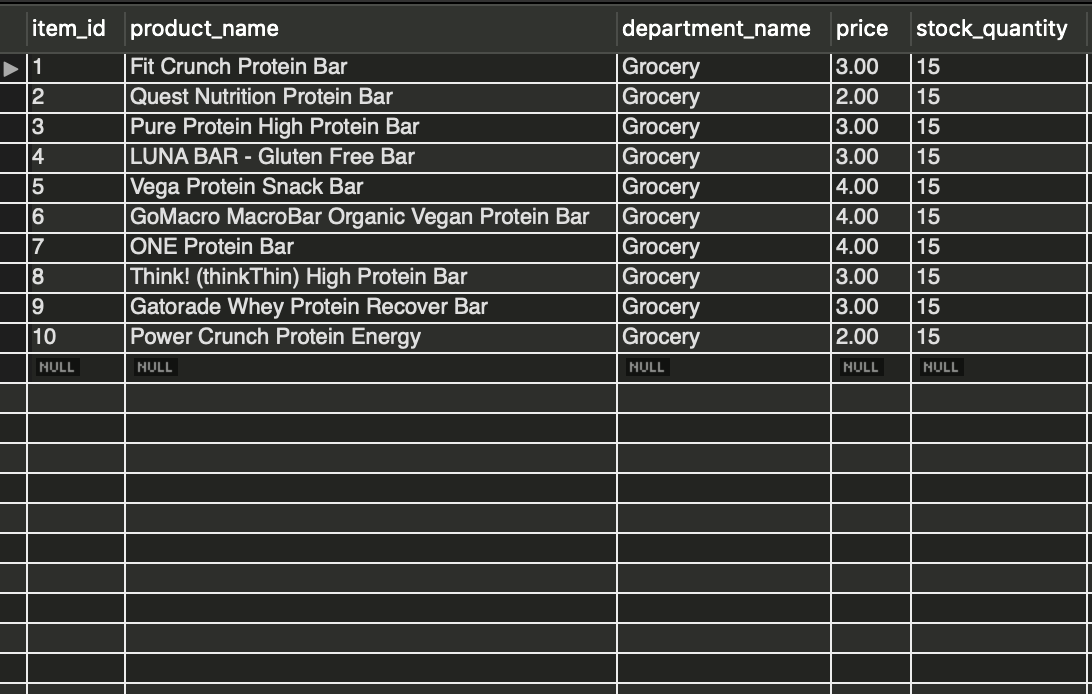 item_id product_name department_name price stock_quantity
1 Fit Crunch Protein Bar Grocery 3.00 15
2 Quest Nutrition Protein Bar Grocery 2.00 15
3 Pure Protein High Protein Bar Grocery 3.00 15
4 LUNA BAR - Gluten Free Bar Grocery 3.00 15
5 Vega Protein Snack Bar Grocery 4.00 15
6 GoMacro MacroBar Organic Vegan Protein Bar Grocery 4.00 15
7 ONE Protein Bar Grocery 4.00 15
8 Think! (thinkThin) High Protein Bar Grocery 3.00 15
9 Gatorade Whey Protein Recover Bar Grocery 3.00 15
10 Power Crunch Protein Energy Grocery 2.00 15
NULL NULL NULL NULL NULL